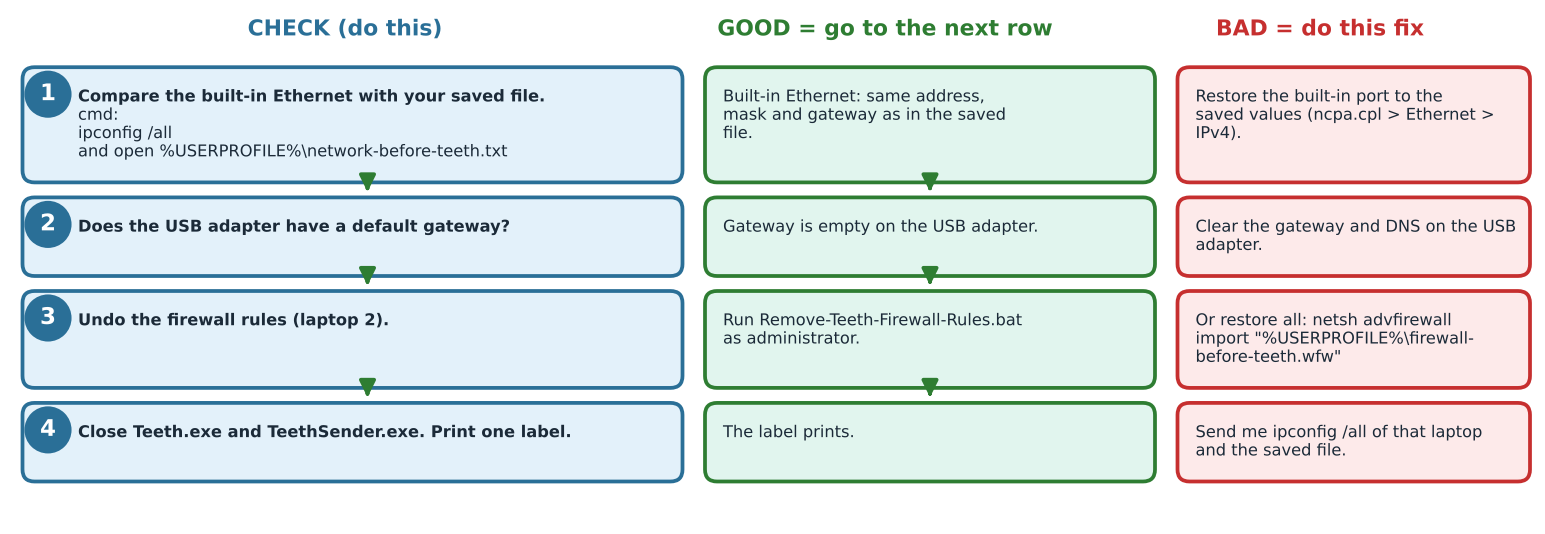 CHECK (do this)
GOOD = go to the next row
BAD = do this fix
1
Compare the built-in Ethernet with your saved file.
cmd:
ipconfig /all
and open %USERPROFILE%\network-before-teeth.txt
Built-in Ethernet: same address,
mask and gateway as in the saved
file.
Restore the built-in port to the
saved values (ncpa.cpl > Ethernet >
IPv4).
2
Does the USB adapter have a default gateway?
Gateway is empty on the USB adapter.
Clear the gateway and DNS on the USB
adapter.
3
Undo the firewall rules (laptop 2).
Run Remove-Teeth-Firewall-Rules.bat
as administrator.
Or restore all: netsh advfirewall
import "%USERPROFILE%\firewall-
before-teeth.wfw"
4
Close Teeth.exe and TeethSender.exe. Print one label.
The label prints.
Send me ipconfig /all of that laptop
and the saved file.